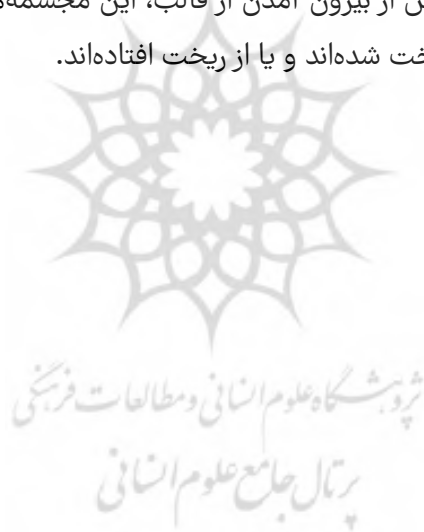 از بیرون آمدن از قالب، این مجسمه‌ه
شده‌اند و یا از ریخت افتاده‌اند.
پژوهشگاه علوم انسانی و مطالعات فرهنگی
پرتال جامع علوم انسانی